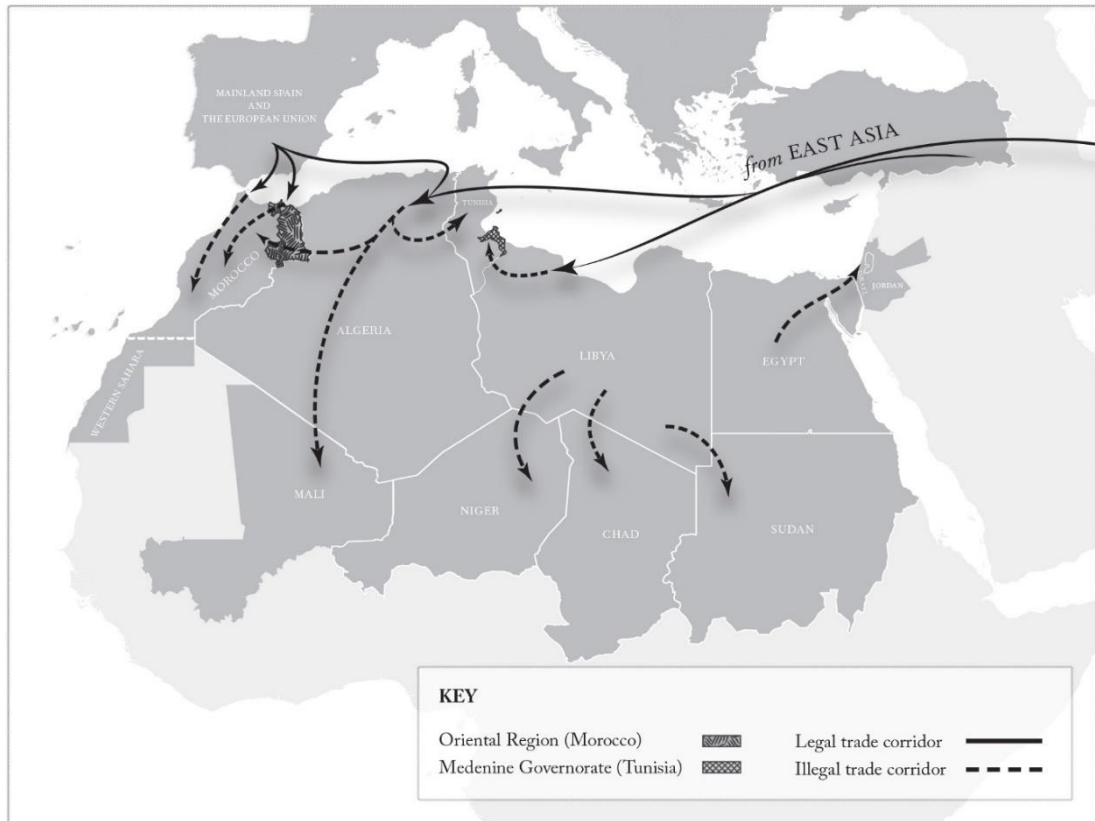 MAINLAND SPAIN
AND
THE EUROPEAN UNION
from EAST ASIA
TUNISIA
MOROCCO
JORDAN
ALGERIA
LIBYA
EGYPT
WESTERN SAHARA
MALI
NIGER
CHAD
SUDAN
KEY
Oriental Region (Morocco)
Legal trade corridor
Medenine Governorate (Tunisia)
Illegal trade corridor